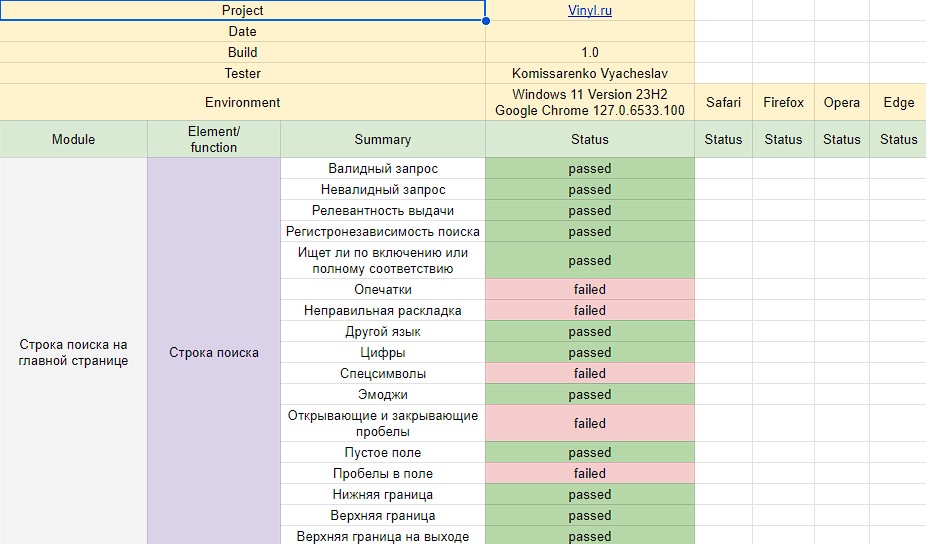 Project Vinyl.ru
Date
Build 1.0
Tester Komissarenko Vyacheslav
Environment Windows 11 Version 23H2
Google Chrome 127.0.6533.100 Safari Firefox Opera Edge
Module Element/
function Summary Status Status Status Status Status
Строка поиска на
главной странице
Строка поиска
Валидный запрос passed
Невалидный запрос passed
Релевантность выдачи passed
Регистронезависимость поиска passed
Ищет ли по включению или
полному соответствию passed
Опечатки failed
Неправильная раскладка failed
Другой язык passed
Цифры passed
Спецсимволы failed
Эмоджи passed
Открывающие и закрывающие
пробелы failed
Пустое поле passed
Пробелы в поле failed
Нижняя граница passed
Верхняя граница passed
Верхняя граница на выходе passed